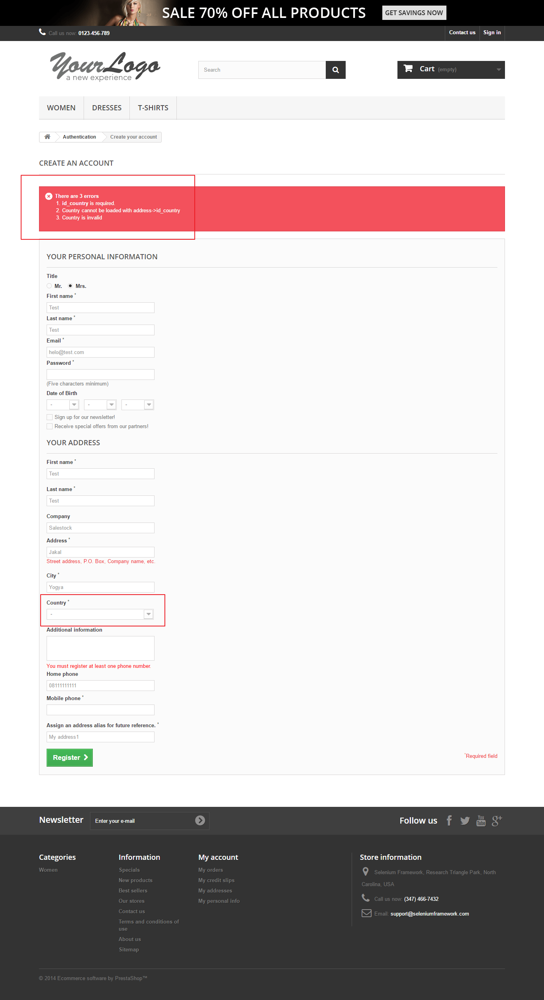 SALE 70% OFF ALL PRODUCTS GET SAVINGS NOW
Call us now: 0123-456-789 Contact us Sign in
YourLogo
a new experience
Search
Cart (empty)
WOMEN DRESSES T-SHIRTS
Authentication Create your account
CREATE AN ACCOUNT
There are 3 errors
1. id_country is required.
2. Country cannot be loaded with address->id_country
3. Country is invalid
YOUR PERSONAL INFORMATION
Title
Mr. Mrs.
First name *
Test
Last name *
Test
Email *
helo@test.com
Password *
(Five characters minimum)
Date of Birth
- - -
Sign up for our newsletter!
Receive special offers from our partners!
YOUR ADDRESS
First name *
Test
Last name *
Test
Company
Salestock
Address *
Jakal
Street address, P.O. Box, Company name, etc.
City *
Yogya
Country *
-
Additional information
You must register at least one phone number.
Home phone
08111111111
Mobile phone *
Assign an address alias for future reference. *
My address1
Register
*Required field
Newsletter Enter your e-mail
Follow us You Tube g+
Categories
Women
Information
Specials
New products
Best sellers
Our stores
Contact us
Terms and conditions of
use
About us
Sitemap
My account
My orders
My credit slips
My addresses
My personal info
Store information
Selenium Framework, Research Triangle Park, North
Carolina, USA
Call us now: (347) 466-7432
Email: support@seleniumframework.com
© 2014 Ecommerce software by PrestaShop™